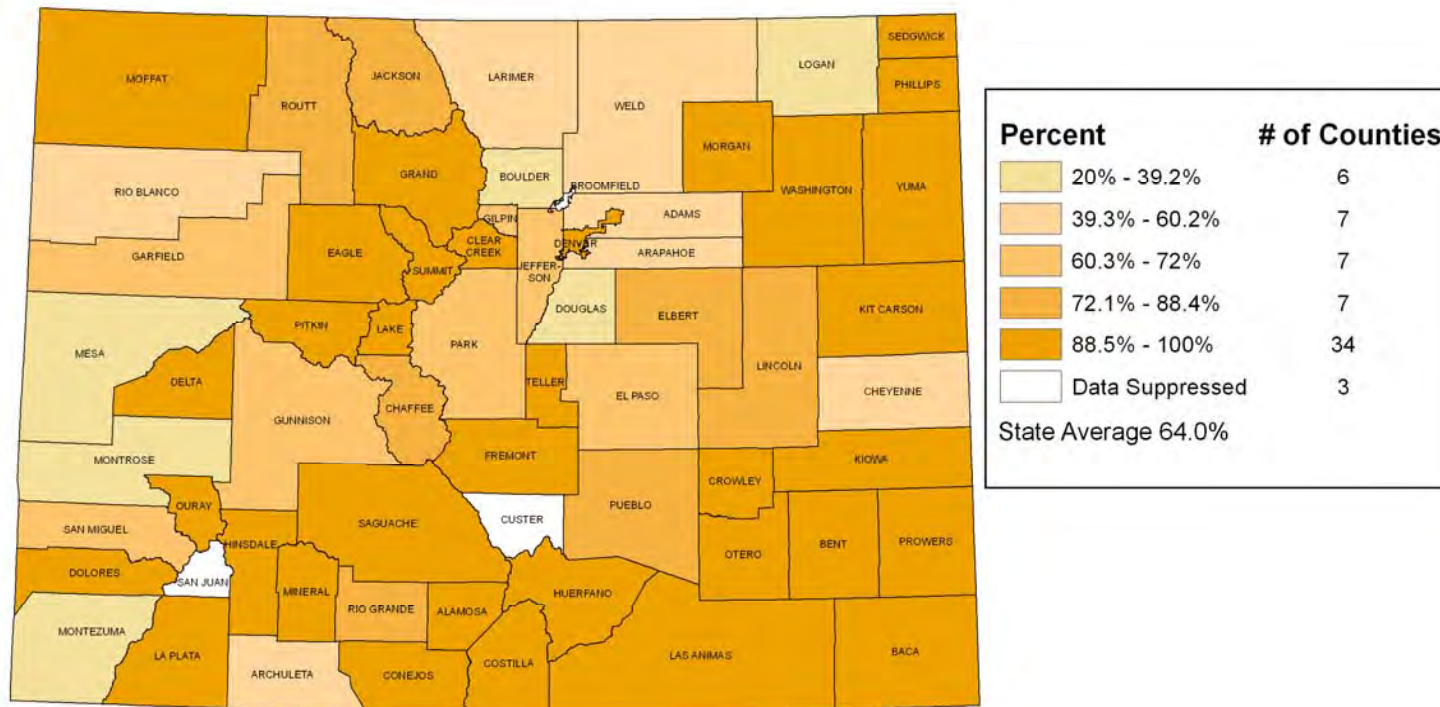 SEDGWICK
LOGAN
MOFFAT
JACKSON
LARIMER
PHILLIPS
ROUTT
WELD
MORGAN
GRAND
BOULDER
RIO BLANCO
BROOMFIELD
WASHINGTON
YUMA
GILPIN
ADAMS
CLEAR
CREEK
DENVER
GARFIELD
EAGLE
ARAPAHOE
JEFFER-
SON
SUMMIT
DOUGLAS
KIT CARSON
ELBERT
PITKIN
LAKE
PARK
MESA
LINCOLN
DELTA
TELLER
CHEYENNE
EL PASO
CHAFFEE
GUNNISON
MONTROSE
FREMONT
KIOWA
CROWLEY
OURAY
PUEBLO
CUSTER
SAGUACHE
SAN MIGUEL
HINSDALE
OTERO
BENT
PROWERS
DOLORES
SAN JUAN
MINERAL
HUERFANO
RIO GRANDE
ALAMOSA
MONTEZUMA
LA PLATA
LAS ANIMAS
BACA
COSTILLA
ARCHULETA
CONEJOS
Percent # of Counties
20% - 39.2% 6
39.3% - 60.2% 7
60.3% - 72% 7
72.1% - 88.4% 7
88.5% - 100% 34
Data Suppressed 3
State Average 64.0%